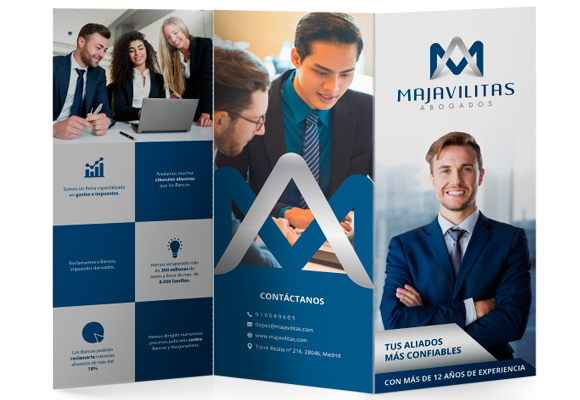 Somos un firma especializada
en gastos e impuestos.
Anulamos muchas
cláusulas abusivas
que los Bancos.
Reclamamos a Bancos,
impuestos derivados.
Hemos recuperado más
de 300 millones de
euros a favor de más de
8.000 familias.
Los Bancos podrían
reclamarte intereses
abusivos de más del
18%
Hemos dirigido numerosos
procesos judiciales contra
Bancos y Aseguradoras.
CONTÁCTANOS
910089605
tlopez@majavilitas.com
www.majavilitas.com
Torre Realia nº 216, 28046, Madrid
MAJAVILITAS
ABOGADOS
TUS ALIADOS
MÁS CONFIABLES
CON MÁS DE 12 AÑOS DE EXPERIENCIA